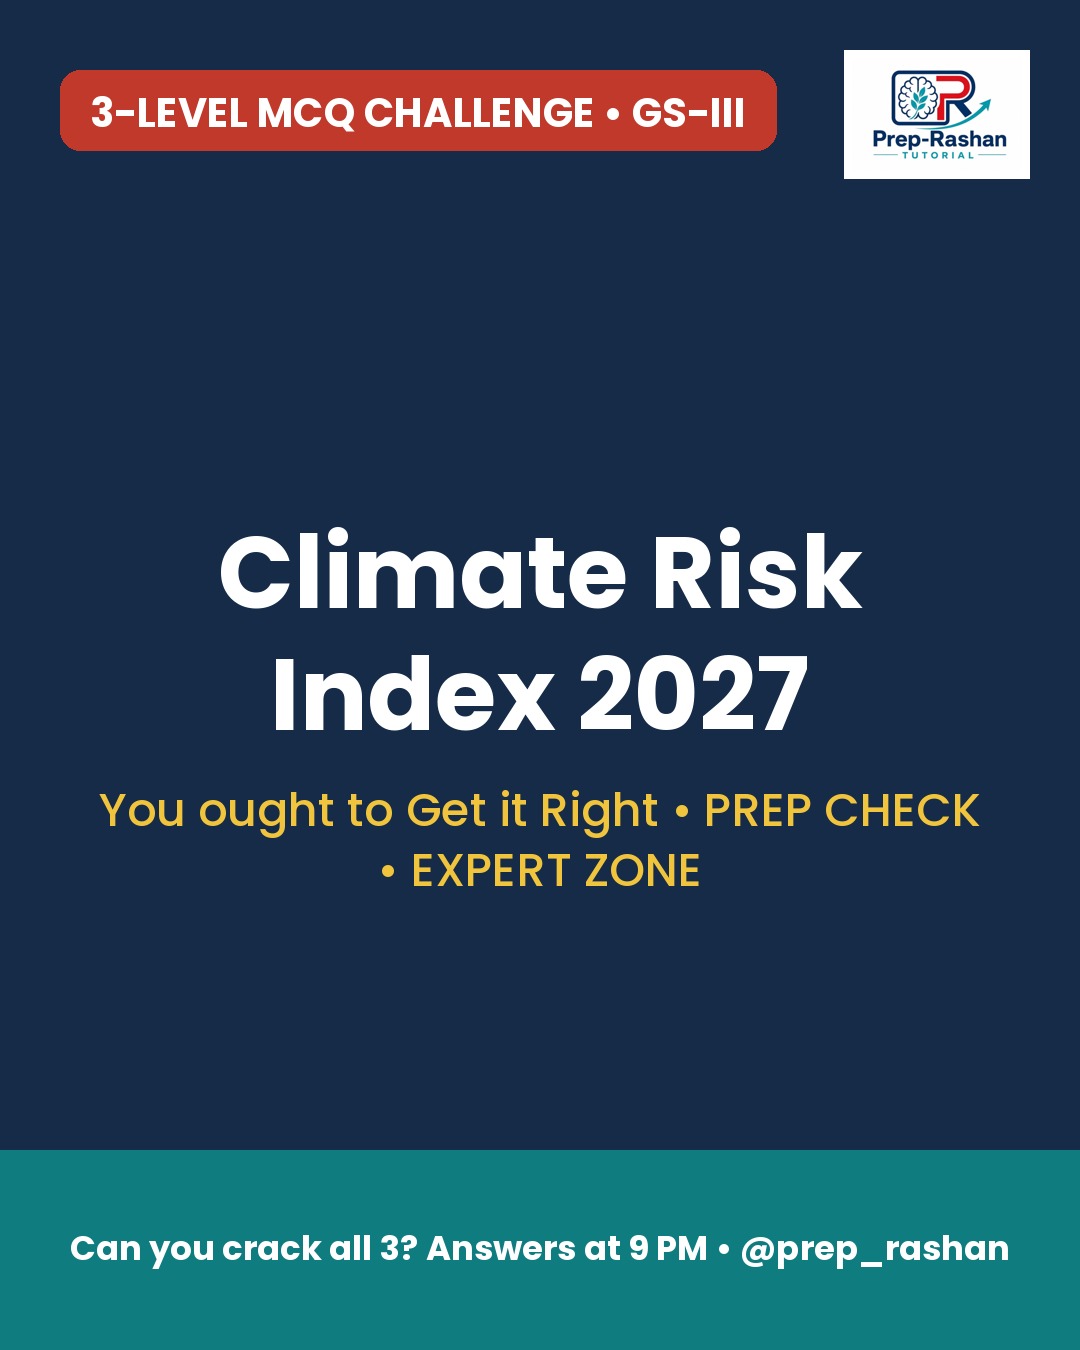 3-LEVEL MCQ CHALLENGE • GS-III
Prep-Rashan
TUTORIAL
Climate Risk
Index 2027
You ought to Get it Right • PREP CHECK
• EXPERT ZONE
Can you crack all 3? Answers at 9 PM • @prep_rashan